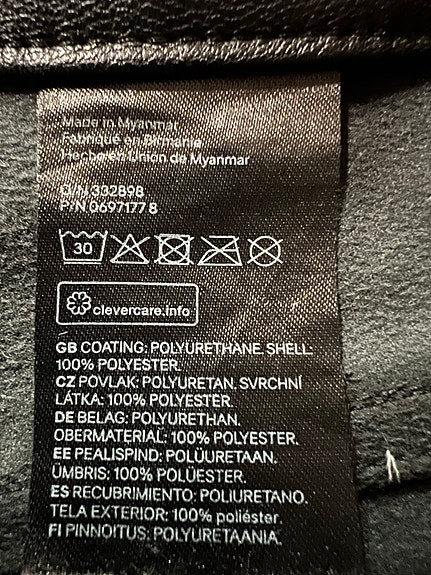 Made in Myanmar
Fabriqué en Birmanie
Hecho en Union de Myanmar
O/N 332898
P/N 0697177 8
30
clevercare.info
GB COATING: POLYURETHANE. SHELL:
100% POLYESTER.
CZ POVLAK: POLYURETAN. SVRCHNÍ
LÁTKA: 100% POLYESTER.
DE BELAG: POLYURETHAN.
OBERMATERIAL: 100% POLYESTER.
EE PEALISPIND: POLÜURETAAN.
ÜMBRIS: 100% POLÜESTER.
ES RECUBRIMIENTO: POLIURETANO.
TELA EXTERIOR: 100% poliéster.
FI PINNOITUS: POLYURETAANIA.